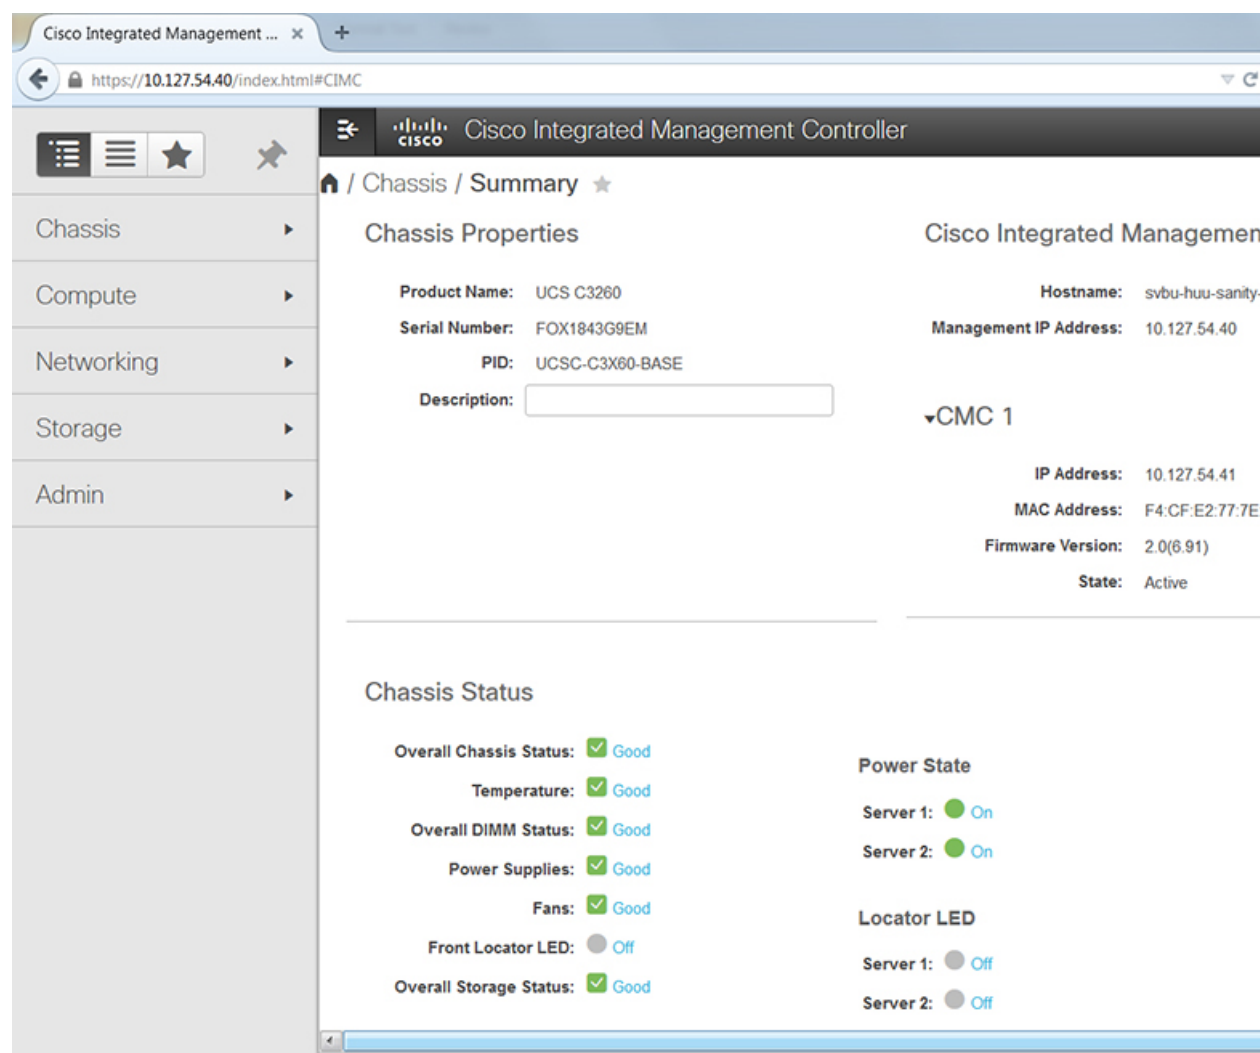 Cisco Integrated Management ... ×
+
https://10.127.54.40/index.html#CIMC
cisco Cisco Integrated Management Controller
/ Chassis / Summary
Chassis
Compute
Networking
Storage
Admin
Chassis Properties
Product Name: UCS C3260
Serial Number: FOX1843G9EM
PID: UCSC-C3X60-BASE
Description:
Cisco Integrated Managemen
Hostname: svbu-huu-sanity-
Management IP Address: 10.127.54.40
CMC 1
IP Address: 10.127.54.41
MAC Address: F4:CF:E2:77:7E
Firmware Version: 2.0(6.91)
State: Active
Chassis Status
Overall Chassis Status: Good
Temperature: Good
Overall DIMM Status: Good
Power Supplies: Good
Fans: Good
Front Locator LED: Off
Overall Storage Status: Good
Power State
Server 1: On
Server 2: On
Locator LED
Server 1: Off
Server 2: Off